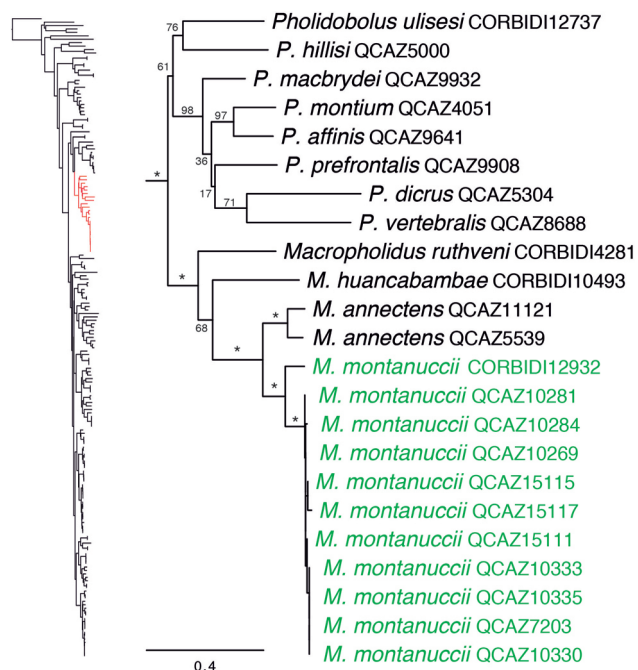 Pholidobolus ulisesi CORBIDI12737
76
P. hillisi QCAZ5000
61
P. macbrydei QCAZ9932
98
P. montium QCAZ4051
97
P. affinis QCAZ9641
36
P. prefrontalis QCAZ9908
*
17
P. dicrus QCAZ5304
71
P. vertebralis QCAZ8688
Macropholidus ruthveni CORBIDI4281
*
M. huancabambae CORBIDI10493
68
M. annectens QCAZ11121
*
M. annectens QCAZ5539
*
M. montanuccii CORBIDI12932
*
M. montanuccii QCAZ10281
*
M. montanuccii QCAZ10284
M. montanuccii QCAZ10269
M. montanuccii QCAZ15115
M. montanuccii QCAZ15117
M. montanuccii QCAZ15111
M. montanuccii QCAZ10333
M. montanuccii QCAZ10335
M. montanuccii QCAZ7203
M. montanuccii QCAZ10330
0.4